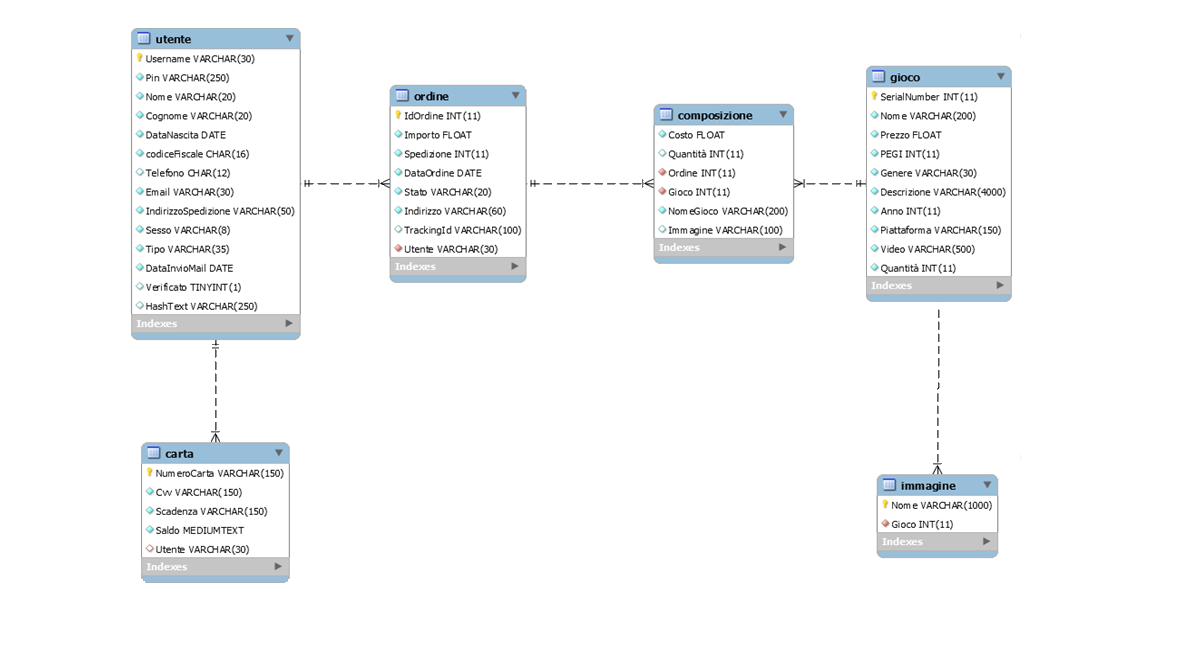 utente
Username VARCHAR(30)
Pin VARCHAR(250)
Nome VARCHAR(20)
Cognome VARCHAR(20)
DataNascita DATE
codiceFiscale CHAR(16)
Telefono CHAR(12)
Email VARCHAR(30)
IndirizzoSpedizione VARCHAR(50)
Sesso VARCHAR(8)
Tipo VARCHAR(35)
DataInvioMail DATE
Verificato TINYINT(1)
HashText VARCHAR(250)
Indexes
ordine
IdOrdine INT(11)
Importo FLOAT
Spedizione INT(11)
DataOrdine DATE
Stato VARCHAR(20)
Indirizzo VARCHAR(60)
TrackingId VARCHAR(100)
Utente VARCHAR(30)
Indexes
composizione
Costo FLOAT
Quantità INT(11)
Ordine INT(11)
Gioco INT(11)
NomeGioco VARCHAR(200)
Immagine VARCHAR(100)
Indexes
gioco
SerialNumber INT(11)
Nome VARCHAR(200)
Prezzo FLOAT
PEGI INT(11)
Genere VARCHAR(30)
Descrizione VARCHAR(4000)
Anno INT(11)
Piattaforma VARCHAR(150)
Video VARCHAR(500)
Quantità INT(11)
Indexes
carta
NumeroCarta VARCHAR(150)
Cvv VARCHAR(150)
Scadenza VARCHAR(150)
Saldo MEDIUMTEXT
Utente VARCHAR(30)
Indexes
immagine
Nome VARCHAR(1000)
Gioco INT(11)
Indexes